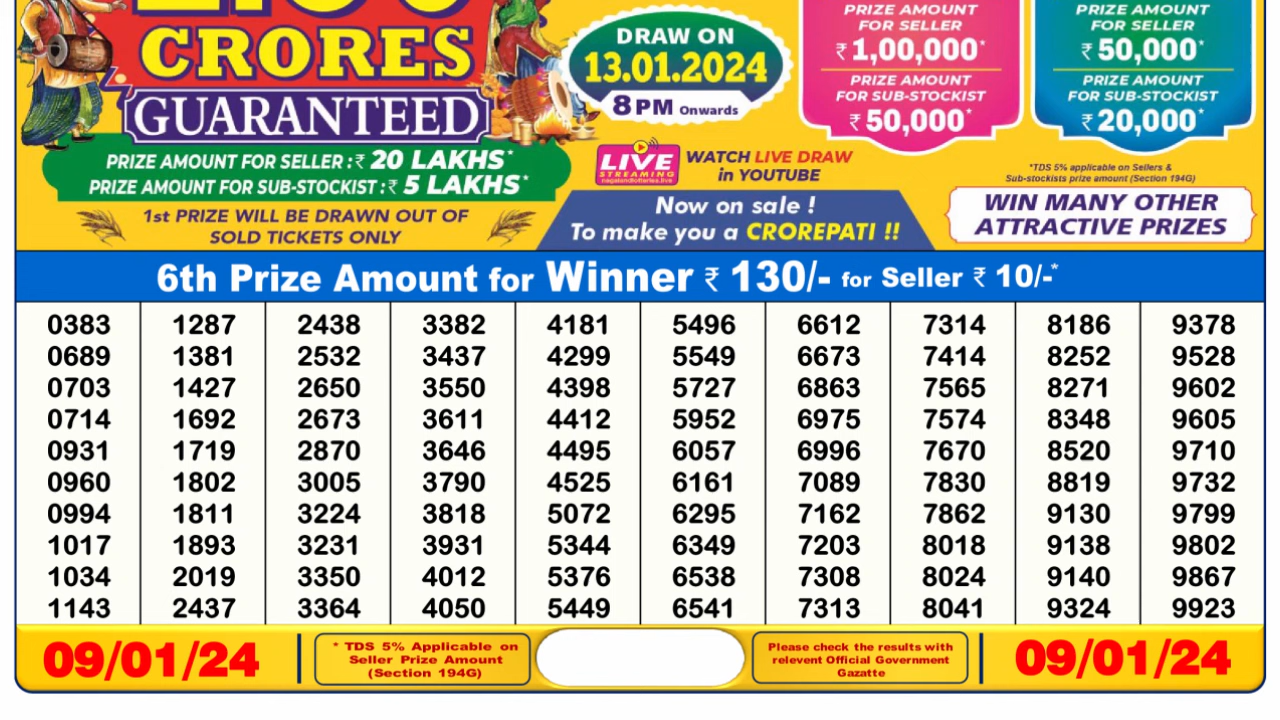 CRORES
GUARANTEED
PRIZE AMOUNT FOR SELLER :₹ 20 LAKHS*
PRIZE AMOUNT FOR SUB-STOCKIST :₹ 5 LAKHS*
1st PRIZE WILL BE DRAWN OUT OF
SOLD TICKETS ONLY
DRAW ON
13.01.2024
8PM Onwards
LIVE
STREAMING
nagalandlotteries.live
WATCH LIVE DRAW
in YOUTUBE
Now on sale !
To make you a CROREPATI !!
PRIZE AMOUNT
FOR SELLER
₹ 1,00,000*
PRIZE AMOUNT
FOR SUB-STOCKIST
₹ 50,000*
PRIZE AMOUNT
FOR SELLER
₹ 50,000*
PRIZE AMOUNT
FOR SUB-STOCKIST
₹ 20,000*
*TDS 5% applicable on Sellers &
Sub-stockists prize amount (Section 194G)
WIN MANY OTHER
ATTRACTIVE PRIZES
6th Prize Amount for Winner ₹ 130/- for Seller ₹ 10/-*
0383 1287 2438 3382 4181 5496 6612 7314 8186 9378
0689 1381 2532 3437 4299 5549 6673 7414 8252 9528
0703 1427 2650 3550 4398 5727 6863 7565 8271 9602
0714 1692 2673 3611 4412 5952 6975 7574 8348 9605
0931 1719 2870 3646 4495 6057 6996 7670 8520 9710
0960 1802 3005 3790 4525 6161 7089 7830 8819 9732
0994 1811 3224 3818 5072 6295 7162 7862 9130 9799
1017 1893 3231 3931 5344 6349 7203 8018 9138 9802
1034 2019 3350 4012 5376 6538 7308 8024 9140 9867
1143 2437 3364 4050 5449 6541 7313 8041 9324 9923
09/01/24
* TDS 5% Applicable on
Seller Prize Amount
(Section 194G)
Please check the results with
relevent Official Government
Gazatte
09/01/24